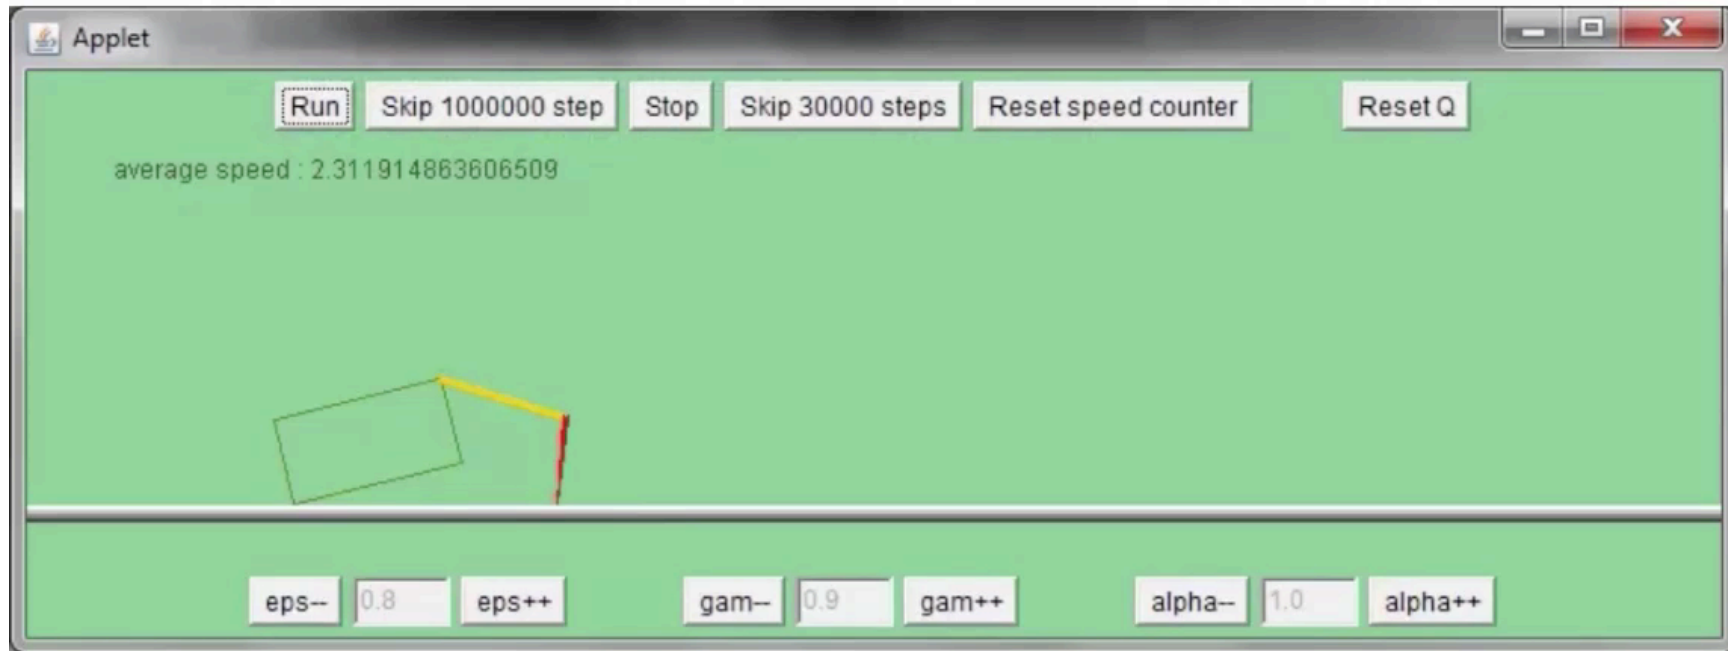 Applet
Run Skip 1000000 step Stop Skip 30000 steps Reset speed counter Reset Q
average speed : 2.311914863606509
eps-- 0.8 eps++ gam-- 0.9 gam++ alpha-- 1.0 alpha++